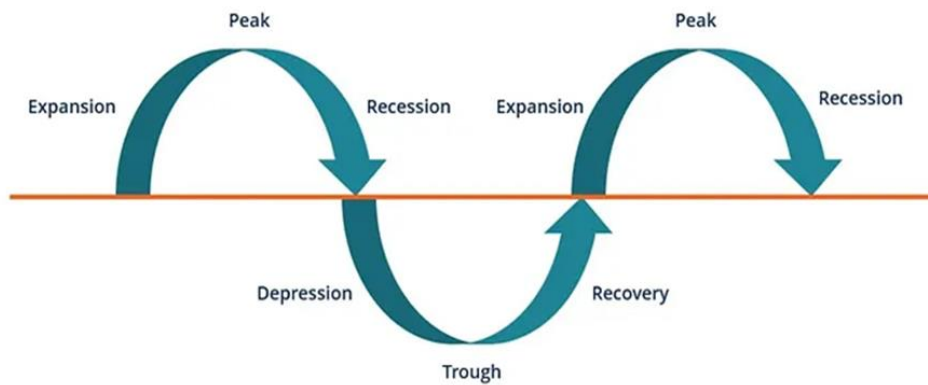 Peak
Peak
Expansion
Recession
Expansion
Recession
Depression
Recovery
Trough